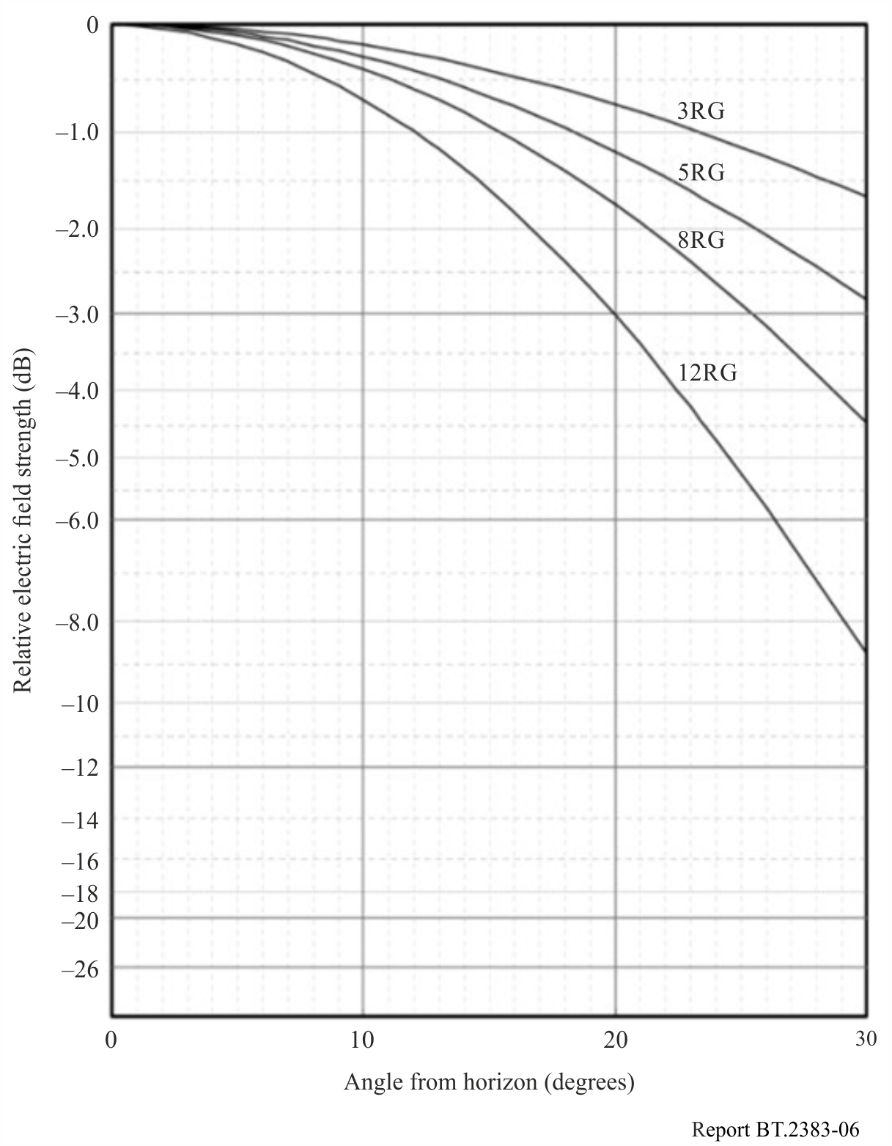 0
–1.0
–2.0
–3.0
–4.0
–5.0
–6.0
–8.0
–10
–12
–14
–16
–18
–20
–26
Relative electric field strength (dB)
3RG
5RG
8RG
12RG
0 10 20 30
Angle from horizon (degrees)
Report BT.2383-06